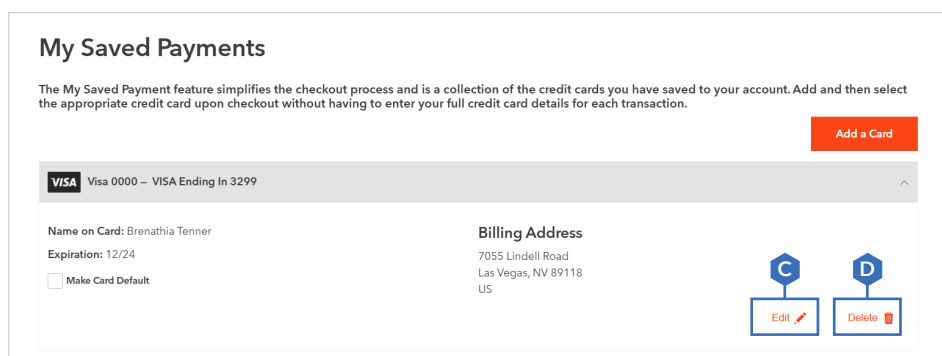 My Saved Payments
The My Saved Payment feature simplifies the checkout process and is a collection of the credit cards you have saved to your account. Add and then select
the appropriate credit card upon checkout without having to enter your full credit card details for each transaction.
Add a Card
VISA Visa 0000 – VISA Ending In 3299
Name on Card: Brenathia Tenner
Expiration: 12/24
Make Card Default
Billing Address
7055 Lindell Road
Las Vegas, NV 89118
US
C
D
Edit
Delete